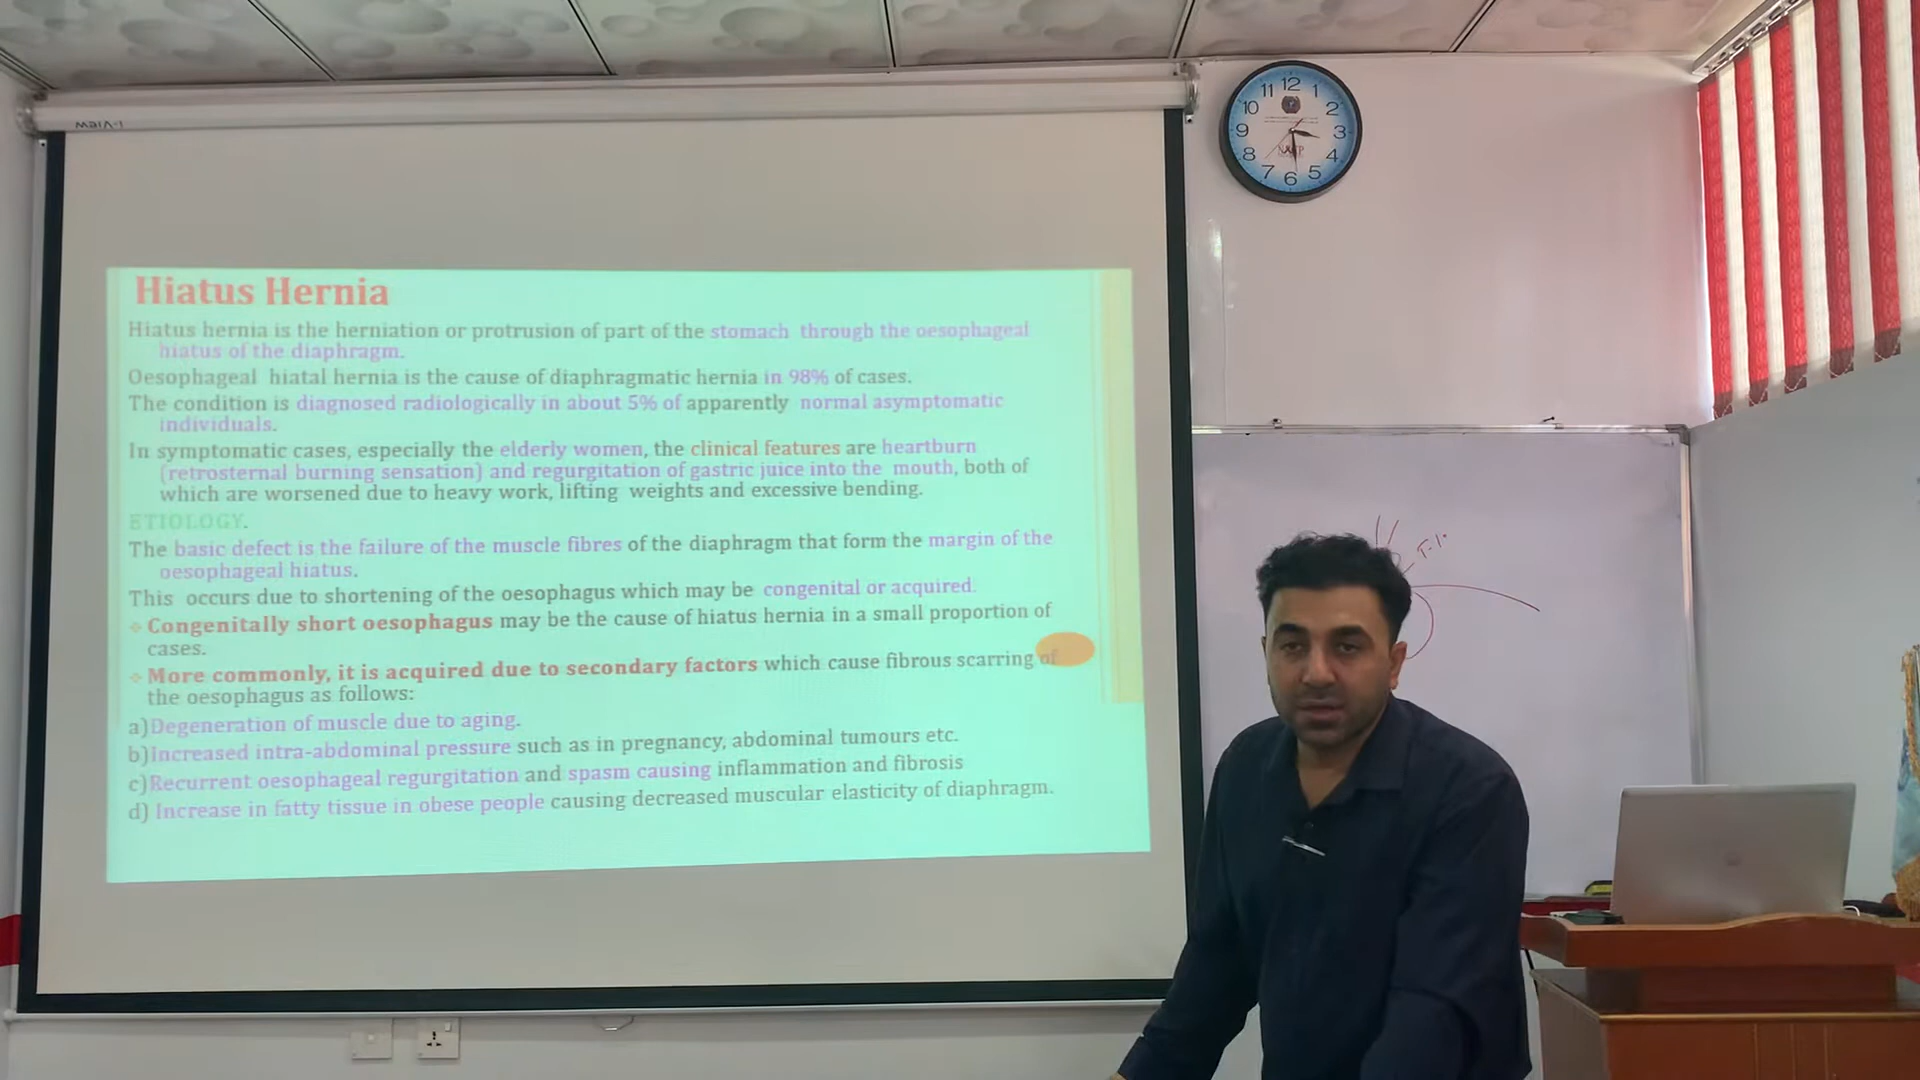 Hiatus Hernia
Hiatus hernia is the herniation or protrusion of part of the stomach through the oesophageal
hiatus of the diaphragm.
Oesophageal hiatal hernia is the cause of diaphragmatic hernia in 98% of cases.
The condition is diagnosed radiologically in about 5% of apparently normal asymptomatic
individuals.
In symptomatic cases, especially the elderly women, the clinical features are heartburn
(retrosternal burning sensation) and regurgitation of gastric juice into the mouth, both of
which are worsened due to heavy work, lifting weights and excessive bending.
ETIOLOGY.
The basic defect is the failure of the muscle fibres of the diaphragm that form the margin of the
oesophageal hiatus.
This occurs due to shortening of the oesophagus which may be congenital or acquired.
Congenitally short oesophagus may be the cause of hiatus hernia in a small proportion of
cases.
More commonly, it is acquired due to secondary factors which cause fibrous scarring of
the oesophagus as follows:
a)Degeneration of muscle due to aging.
b)Increased intra-abdominal pressure such as in pregnancy, abdominal tumours etc.
c)Recurrent oesophageal regurgitation and spasm causing inflammation and fibrosis
d) Increase in fatty tissue in obese people causing decreased muscular elasticity of diaphragm.
12
1
2
3
4
5
6
7
8
9
10
11